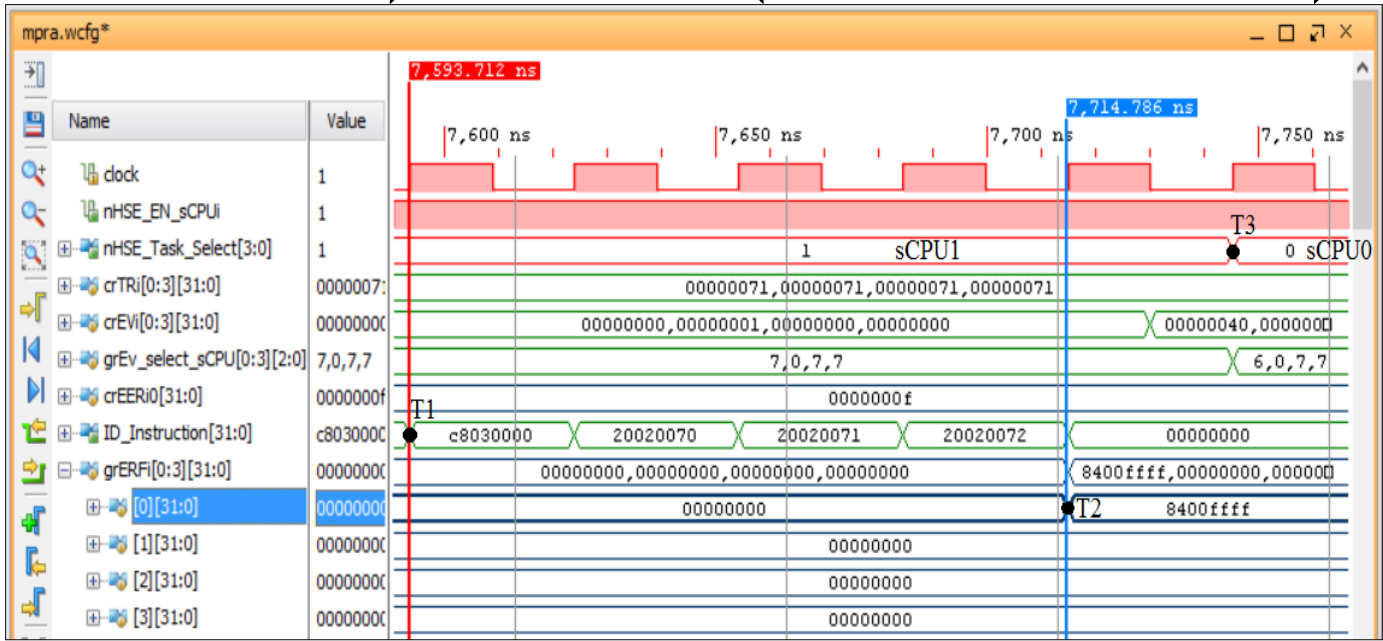 mpra.wcfg*
7,593.712 ns
7,714.786 ns
Name Value
7,600 ns 7,650 ns 7,700 ns 7,750 ns
clock 1
nHSE_EN_sCPUi 1
T3
nHSE_Task_Select[3:0] 1 1 sCPU1 0 sCPU0
crTRi[0:3][31:0] 0000007 00000071,00000071,00000071,00000071
crEVi[0:3][31:0] 0000000 00000000,00000001,00000000,00000000 00000040,0000000
grEv_select_sCPU[0:3][2:0] 7,0,7,7 7,0,7,7 6,0,7,7
crEERi0[31:0] 0000000f 0000000f
T1
ID_Instruction[31:0] c803000 c8030000 20020070 20020071 20020072 00000000
grERFi[0:3][31:0] 0000000 00000000,00000000,00000000,00000000 8400ffff,00000000,000000
[0][31:0] 0000000 00000000 T2 8400ffff
[1][31:0] 0000000 00000000
[2][31:0] 0000000 00000000
[3][31:0] 0000000 00000000